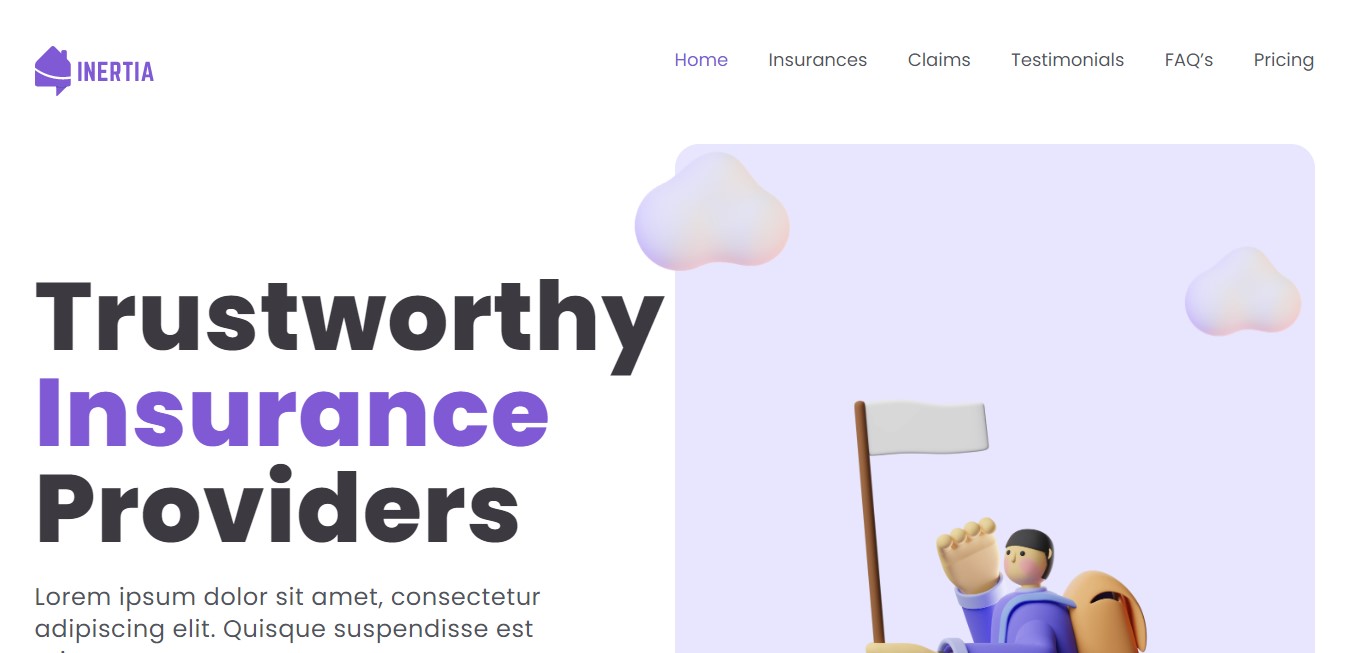 INERTIA
Home Insurances Claims Testimonials FAQ’s Pricing
Trustworthy
Insurance
Providers
Lorem ipsum dolor sit amet, consectetur
adipiscing elit. Quisque suspendisse est